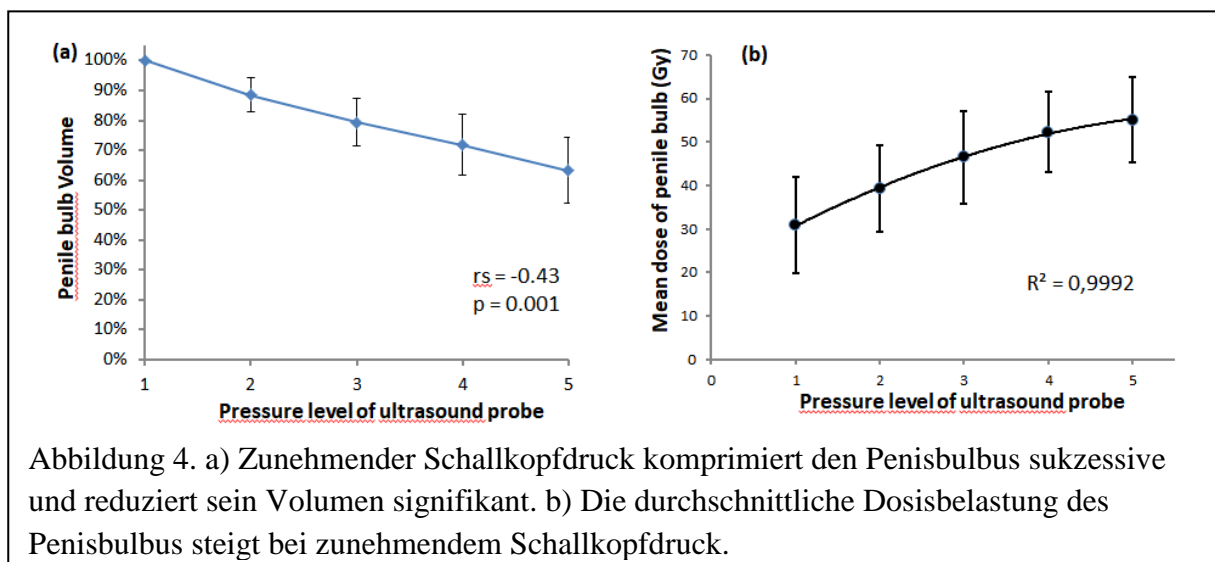 (a)
Penile bulb Volume
100%
90%
80%
70%
60%
50%
40%
30%
20%
10%
0%
1 2 3 4 5
Pressure level of ultrasound probe
rs = -0.43
p = 0.001
(b)
Mean dose of penile bulb (Gy)
70
60
50
40
30
20
10
0
0 1 2 3 4 5
Pressure level of ultrasound probe
R² = 0,9992
Abbildung 4. a) Zunehmender Schallkopfdruck komprimiert den Penisbulbus sukzessive
und reduziert sein Volumen signifikant. b) Die durchschnittliche Dosisbelastung des
Penisbulbus steigt bei zunehmendem Schallkopfdruck.